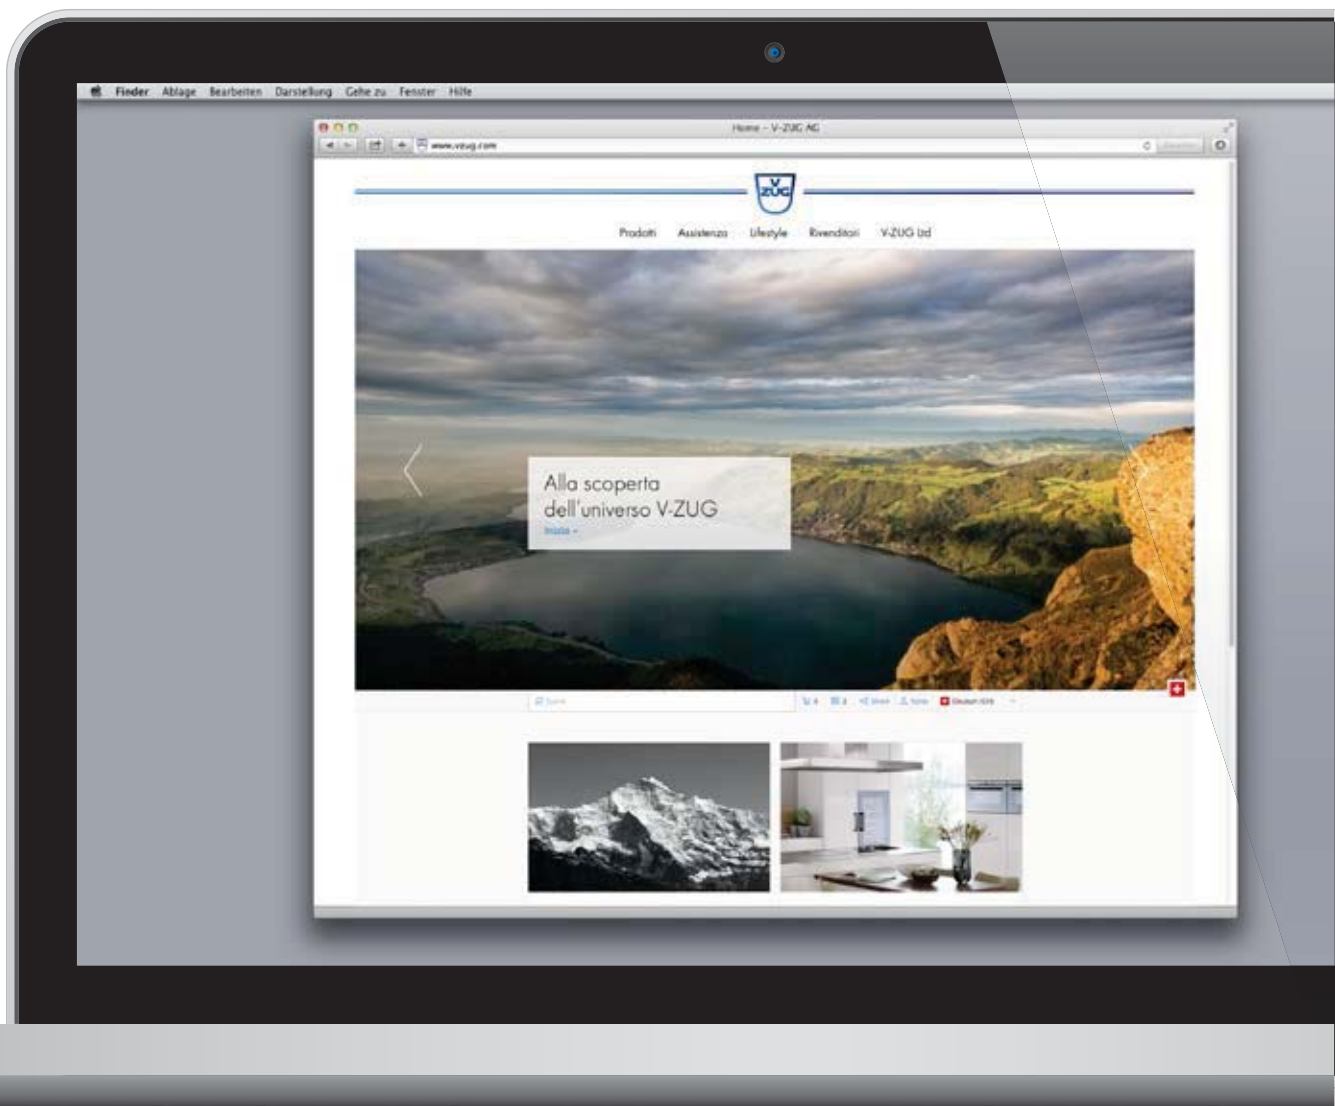 Finder Ablage Bearbeiten Darstellung Gehe zu Fenster Hilfe
Home - V-ZUG AG
www.vzug.com
V
ZUG
Prodotti Assistenza Lifestyle Rivenditori V-ZUG Ltd
Alla scoperta
dell'universo V-ZUG